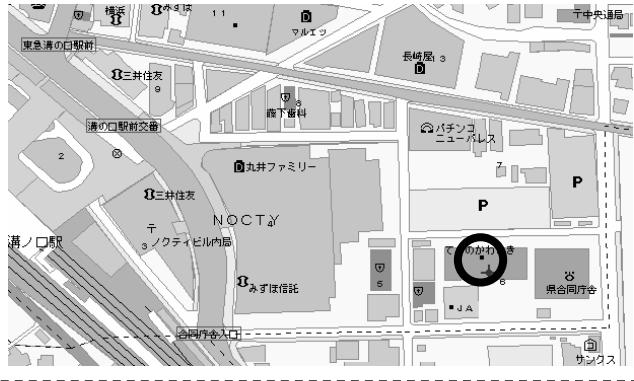 横浜
みずほ
11
マルエツ
中央通局
東急溝の口駅前
三井住友
9
長崎屋 13
8
藤下歯科
溝の口駅前交番
パチンコ
ニューパレス
2
7
丸井ファミリー
P
三井住友
P
NOCTY
4
溝ノ口駅
3 ノクティビル内局
6
県合同庁舎
5
みずほ信託
JA
合同庁舎入口
サンクス